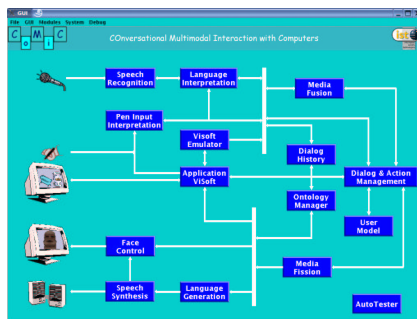 GUI
File GUI Modules System Debug
C o M i C
COnversational Multimodal Interaction with Computers
ist
Speech
Recognition
Language
Interpretation
Media
Fusion
Pen Input
Interpretation
Visoft
Emulator
Dialog
History
Application
ViSoft
Dialog & Action
Management
Ontology
Manager
User
Model
Face
Control
Media
Fission
Speech
Synthesis
Language
Generation
AutoTester